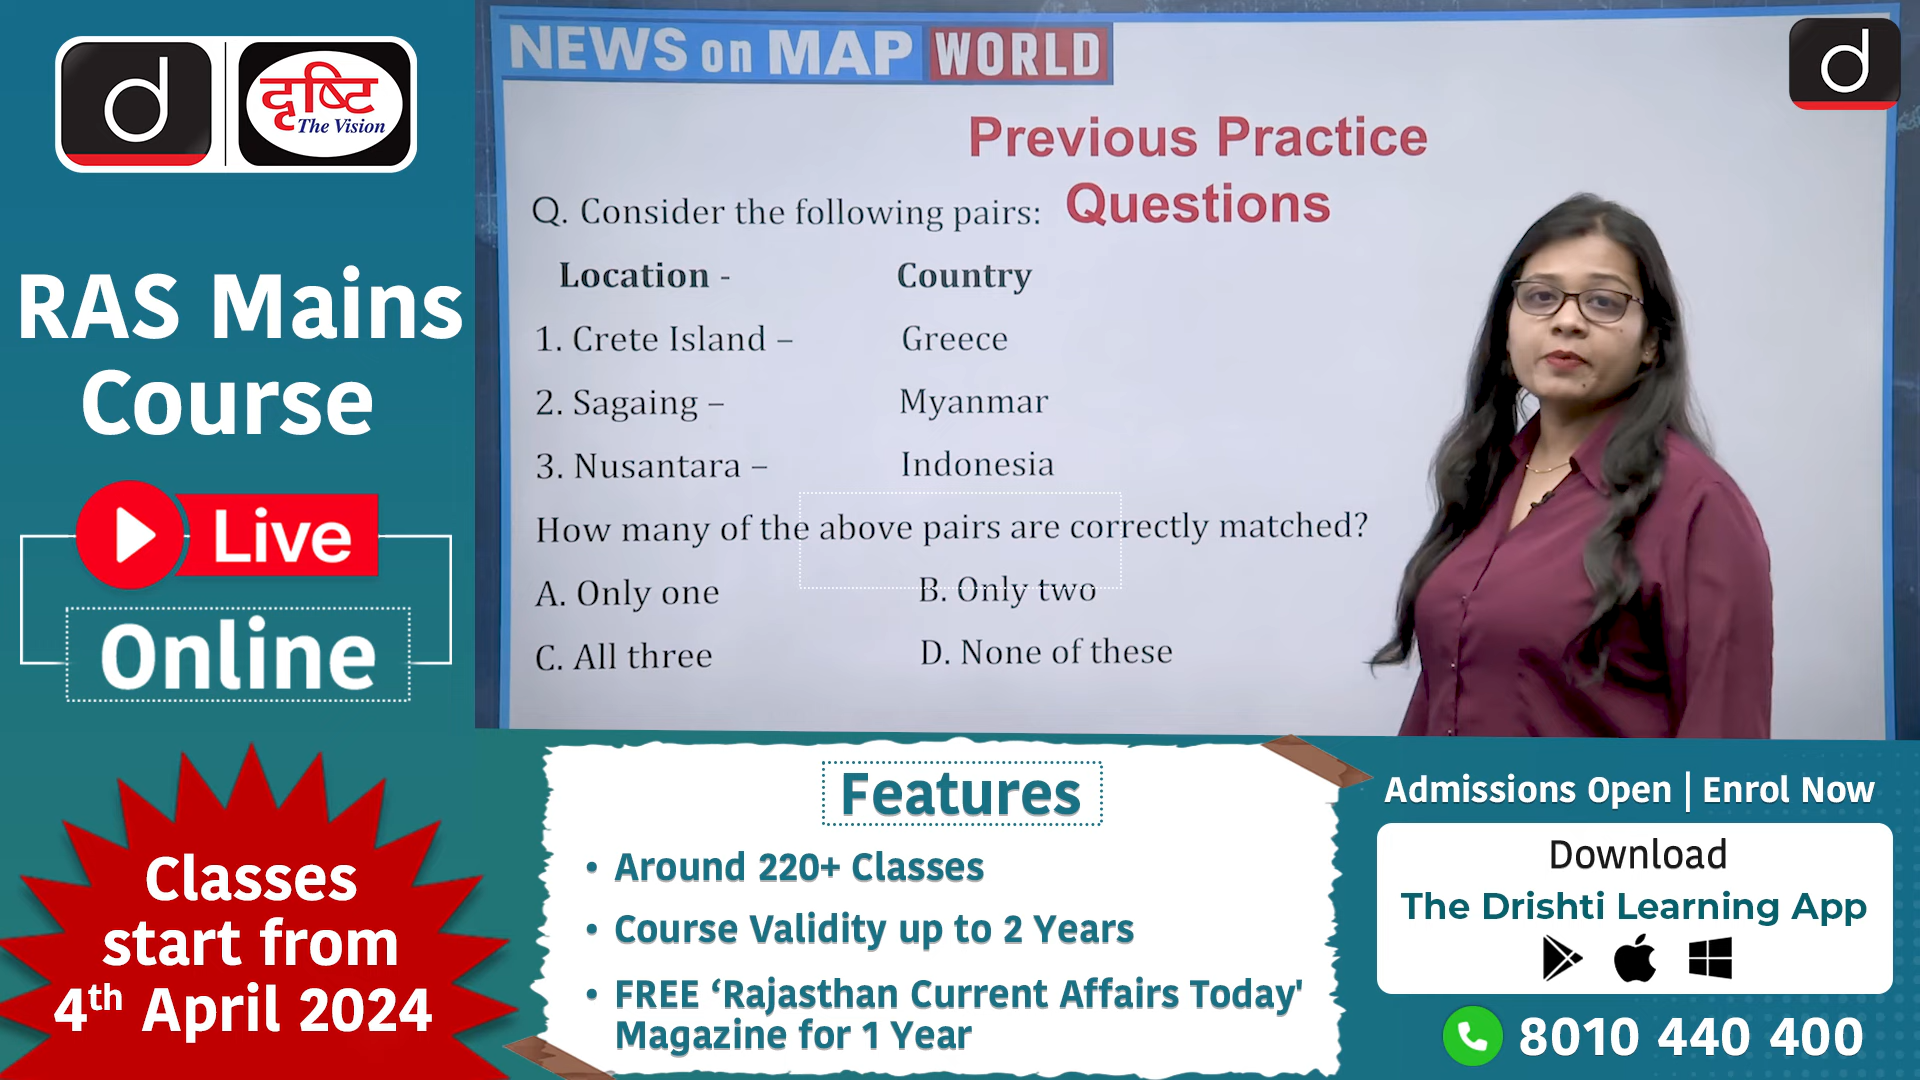 d
दृष्टि
The Vision
RAS Mains
Course
Live
Online
Classes
start from
4th April 2024
NEWS on MAP WORLD
d
Previous Practice
Questions
Q. Consider the following pairs:
Location - Country
1. Crete Island – Greece
2. Sagaing – Myanmar
3. Nusantara – Indonesia
How many of the above pairs are correctly matched?
A. Only one B. Only two
C. All three D. None of these
Features
• Around 220+ Classes
• Course Validity up to 2 Years
• FREE ‘Rajasthan Current Affairs Today'
Magazine for 1 Year
Admissions Open | Enrol Now
Download
The Drishti Learning App
8010 440 400